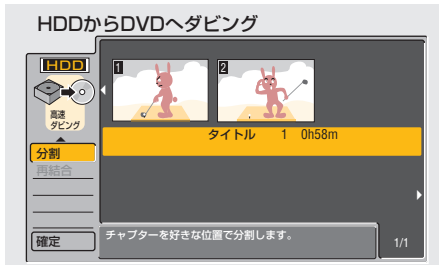 HDDからDVDへダビング
HDD
高速
ダビング
分割
再結合
確定
1
2
タイトル 1 0h58m
チャプターを好きな位置で分割します。
1/1